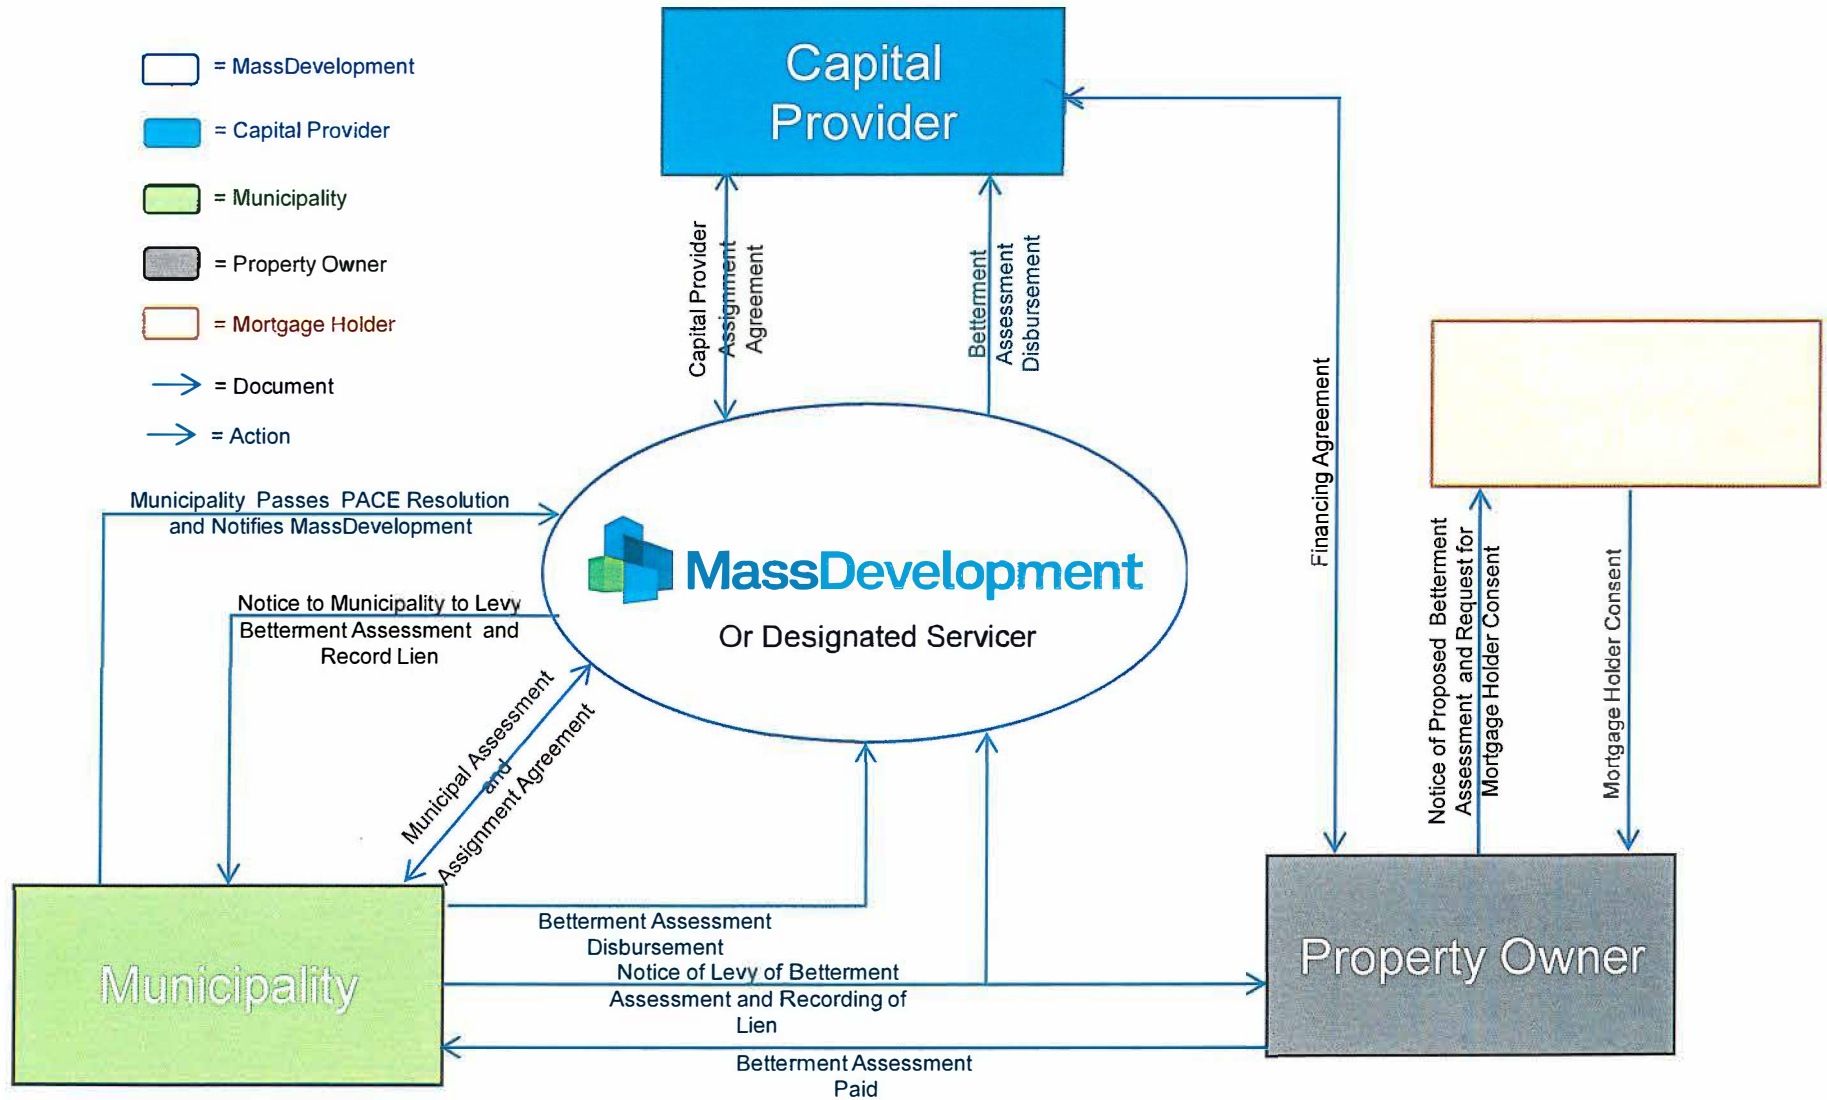 Capital
Provider
= MassDevelopment
= Capital Provider
= Municipality
= Property Owner
= Mortgage Holder
= Document
= Action
Capital Provider
Assignment
Agreement
Betterment
Assessment
Disbursement
Financing Agreement
Municipality Passes PACE Resolution
and Notifies MassDevelopment
MassDevelopment
Or Designated Servicer
Notice to Municipality to Levy
Betterment Assessment and
Record Lien
Municipal Assessment
and
Assignment Agreement
Notice of Proposed Betterment
Assessment and Request for
Mortgage Holder Consent
Mortgage Holder Consent
Municipality
Betterment Assessment
Disbursement
Notice of Levy of Betterment
Assessment and Recording of
Lien
Property Owner
Betterment Assessment
Paid